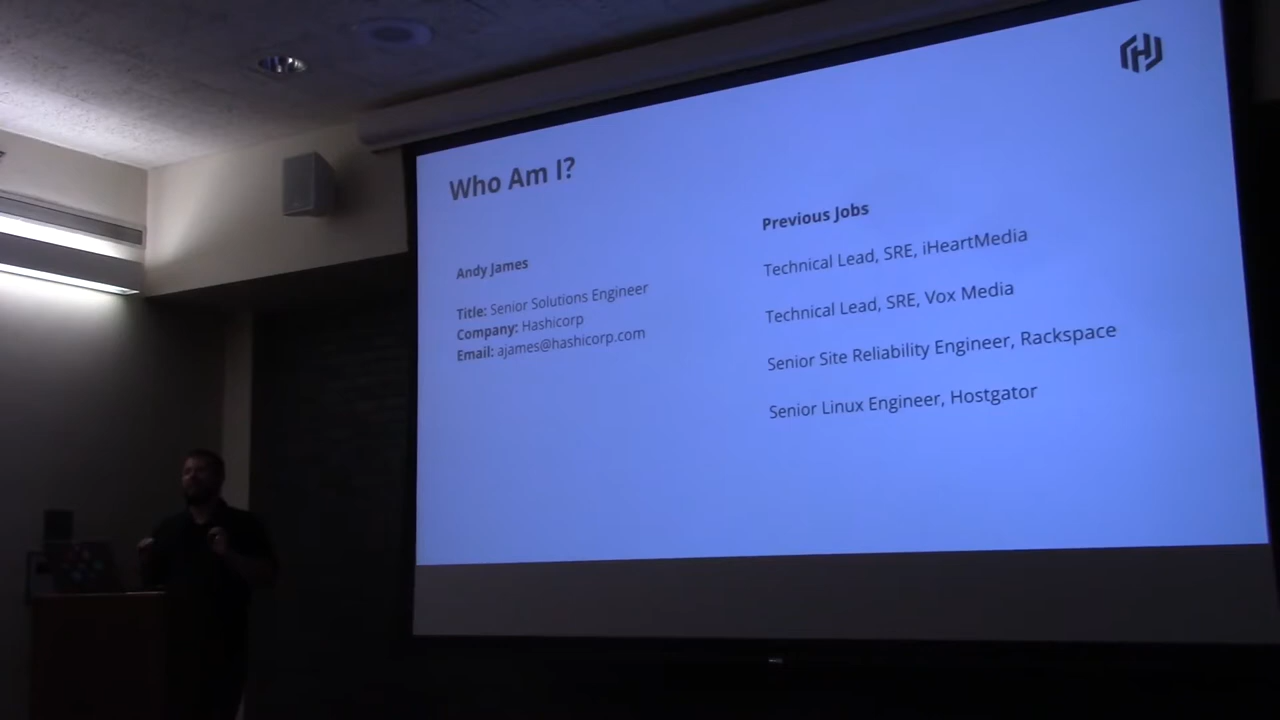 Who Am I?
Andy James
Title: Senior Solutions Engineer
Company: Hashicorp
Email: ajames@hashicorp.com
Previous Jobs
Technical Lead, SRE, iHeartMedia
Technical Lead, SRE, Vox Media
Senior Site Reliability Engineer, Rackspace
Senior Linux Engineer, Hostgator